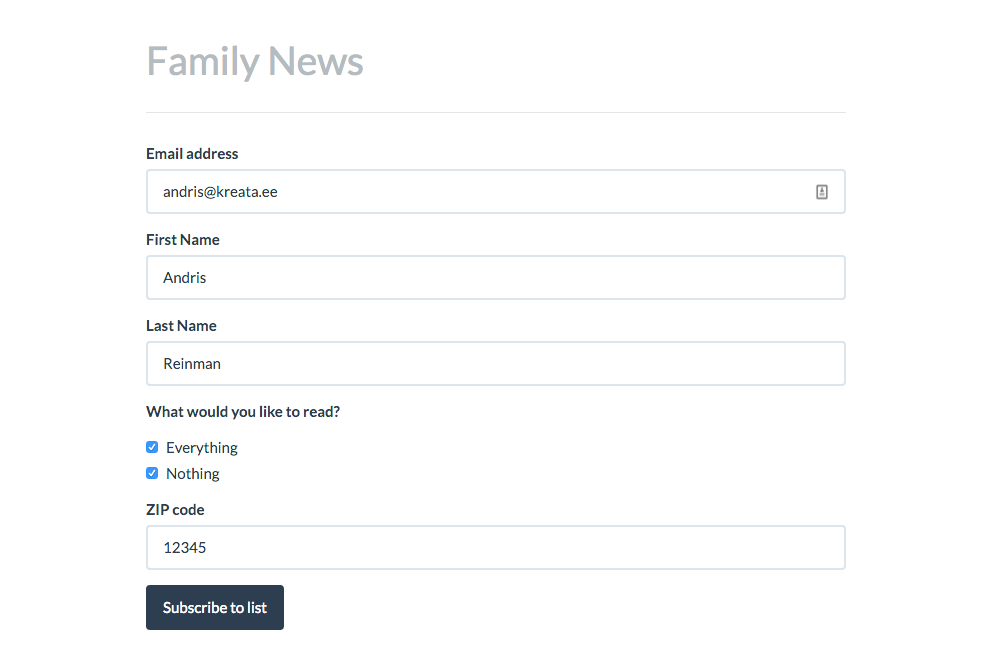 Family News
Email address
andris@kreata.ee
First Name
Andris
Last Name
Reinman
What would you like to read?
Everything
Nothing
ZIP code
12345
Subscribe to list